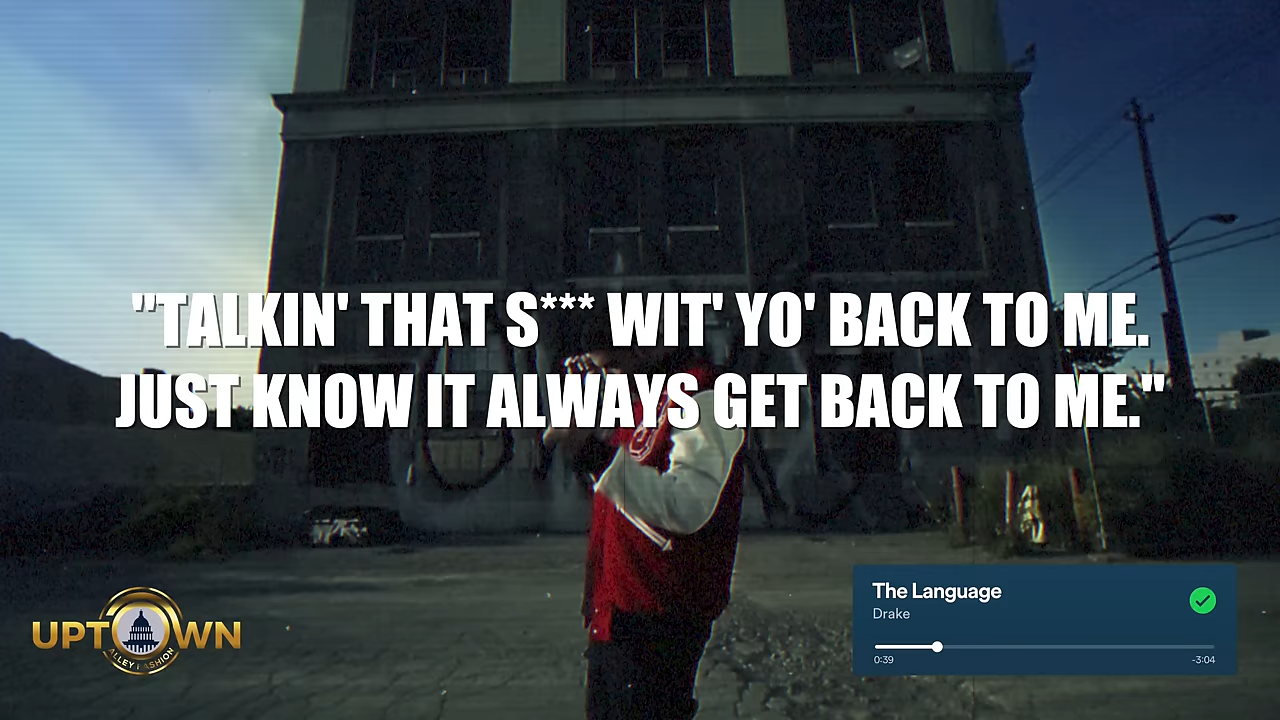 "TALKIN' THAT S*** WIT' YO' BACK TO ME.
JUST KNOW IT ALWAYS GET BACK TO ME."
UPTOWN
ALLEY FASHION
The Language
Drake
0:39
-3:04